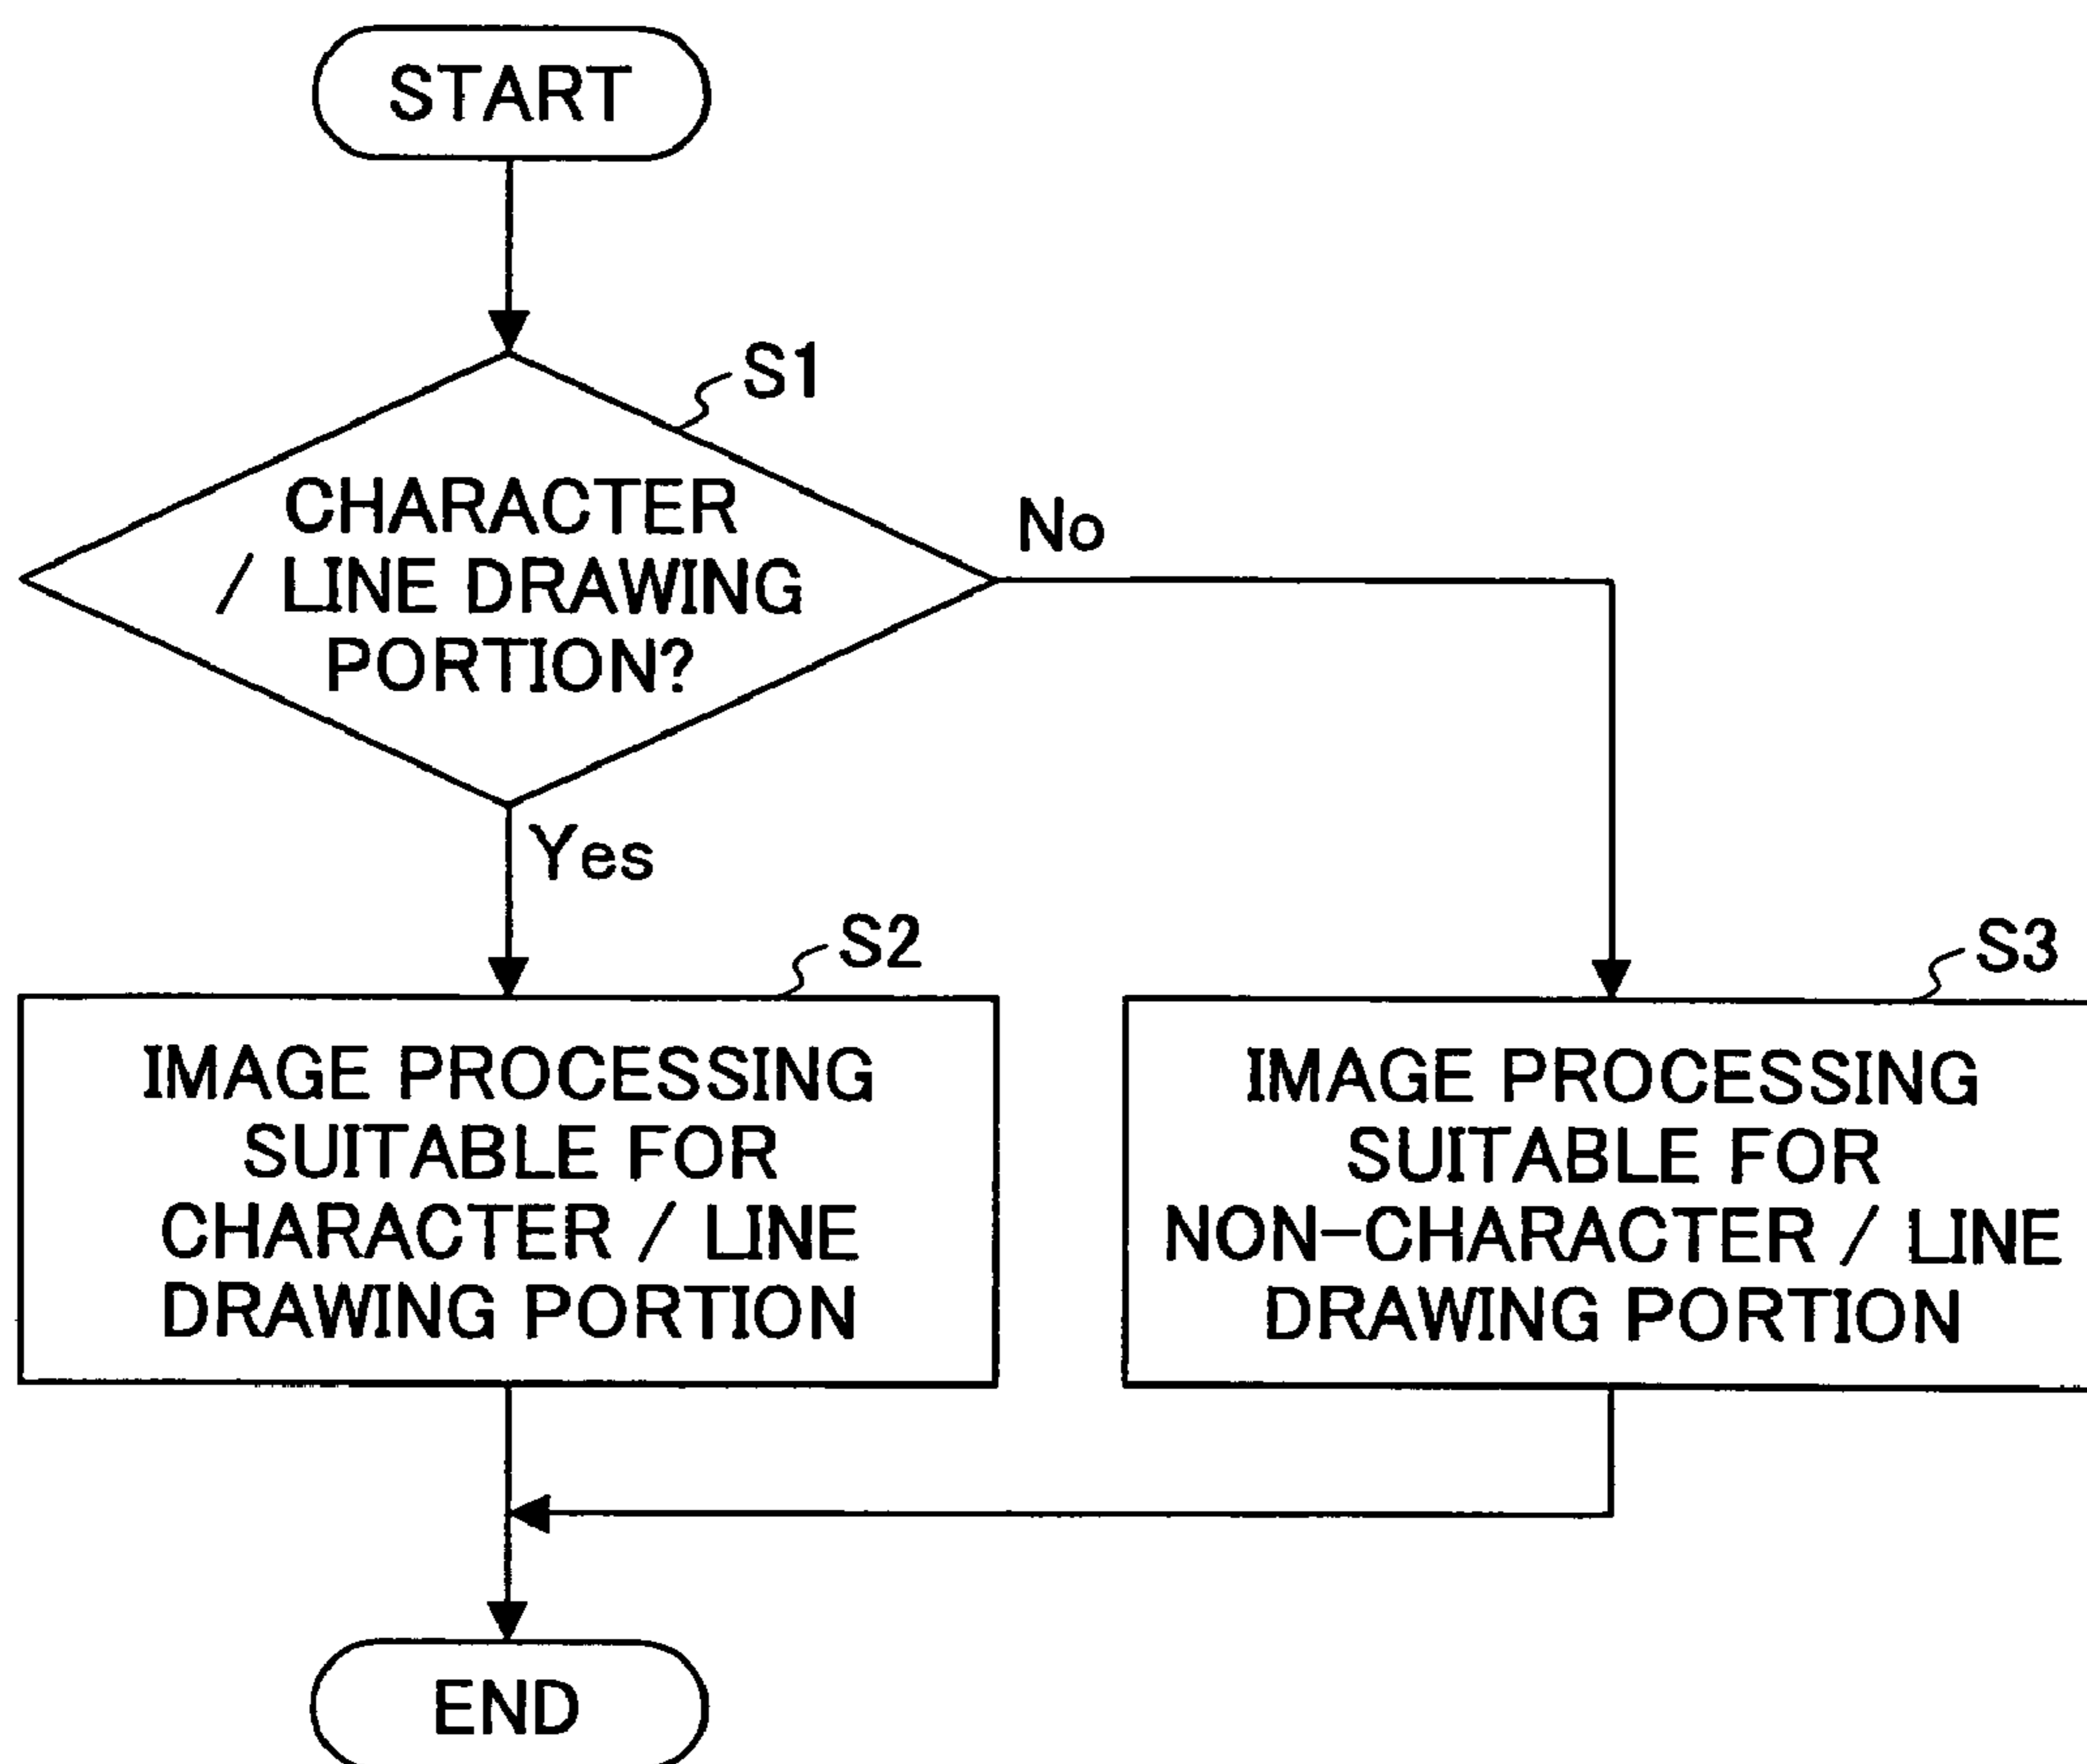 START
S1
CHARACTER
/ LINE DRAWING
PORTION?
No
Yes
S2
IMAGE PROCESSING
SUITABLE FOR
CHARACTER / LINE
DRAWING PORTION
S3
IMAGE PROCESSING
SUITABLE FOR
NON-CHARACTER / LINE
DRAWING PORTION
END